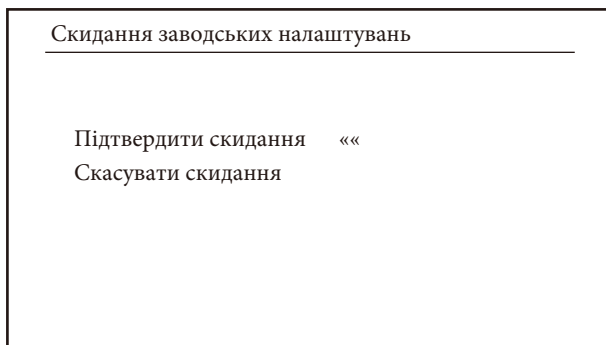 Скидання заводських налаштувань
Підтвердити скидання ««
Скасувати скидання